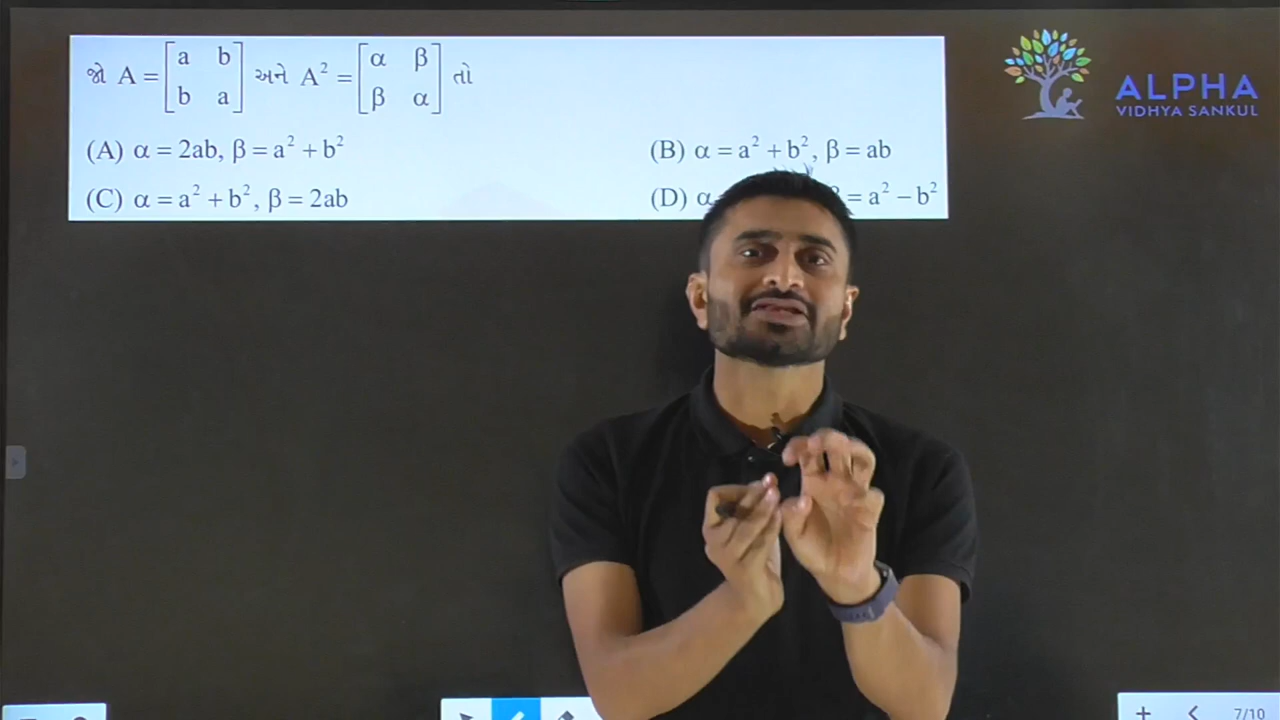 જો A = [a b; b a] અને A² = [α β; β α] તો
(A) α = 2ab, β = a² + b²
(B) α = a² + b², β = ab
(C) α = a² + b², β = 2ab
(D) α = a² − b²
ALPHA
VIDHYA SANKUL
7/10